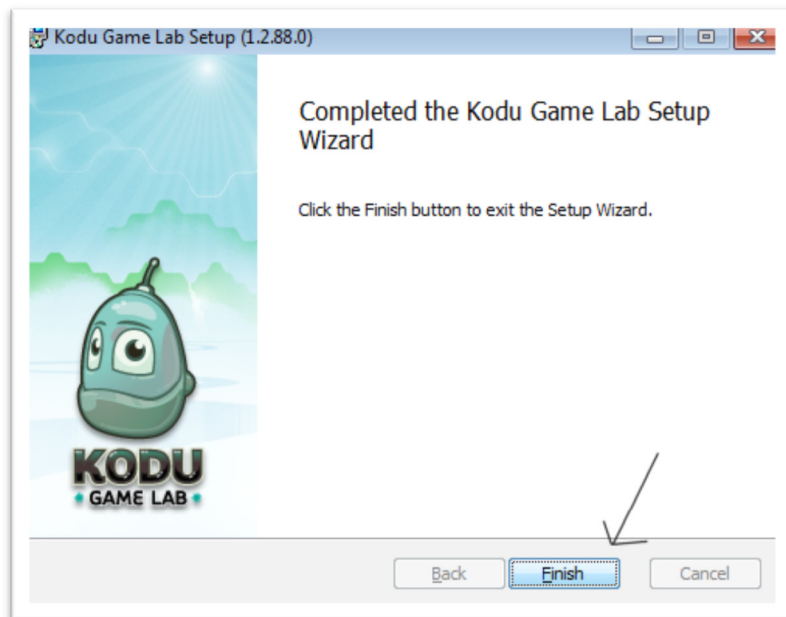 Kodu Game Lab Setup (1.2.88.0)
Completed the Kodu Game Lab Setup
Wizard
Click the Finish button to exit the Setup Wizard.
KODU
GAME LAB
Back
Finish
Cancel